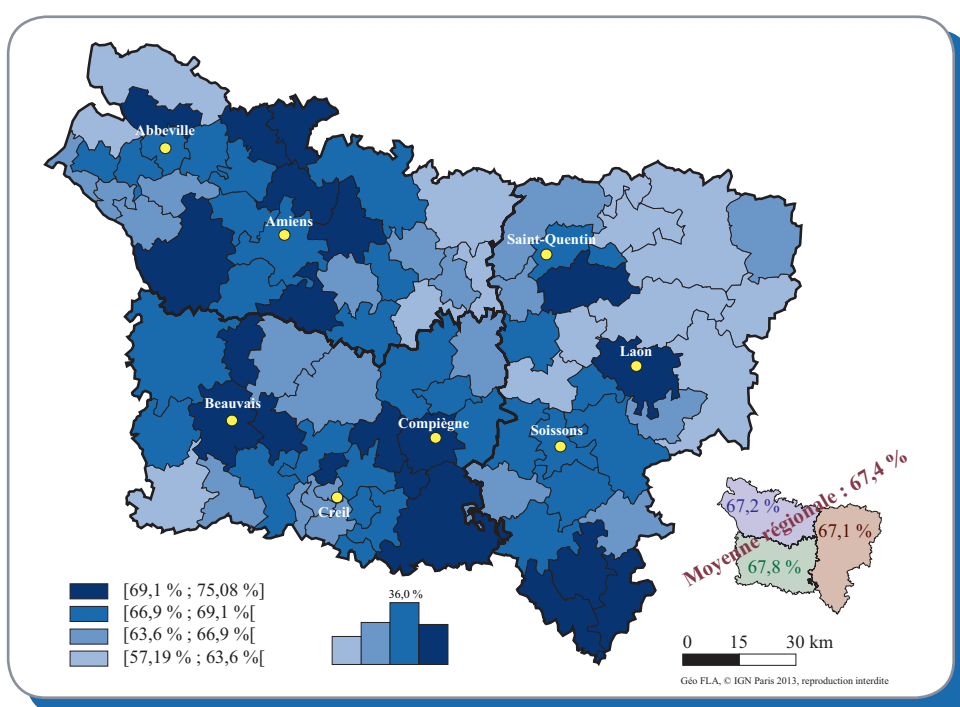 Abbeville
Amiens
Saint-Quentin
Laon
Beauvais
Compiègne
Soissons
Creil
67,2 %
67,1 %
67,8 %
Moyenne régionale : 67,4 %
[69,1 % ; 75,08 %]
[66,9 % ; 69,1 %[
[63,6 % ; 66,9 %[
[57,19 % ; 63,6 %[
36,0 %
0 15 30 km
Géo FLA, © IGN Paris 2013, reproduction interdite